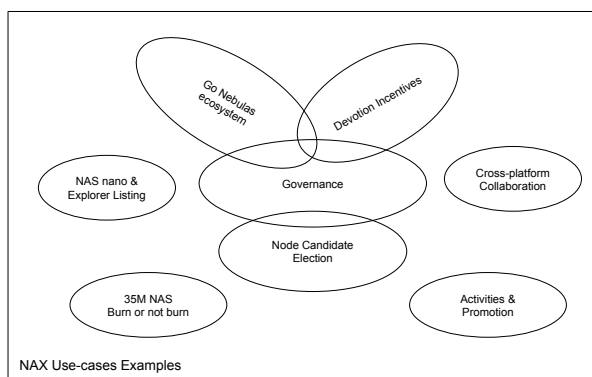 Go Nebulas
ecosystem
Devotion Incentives
NAS nano &
Explorer Listing
Governance
Cross-platform
Collaboration
Node Candidate
Election
35M NAS
Burn or not burn
Activities &
Promotion
NAX Use-cases Examples